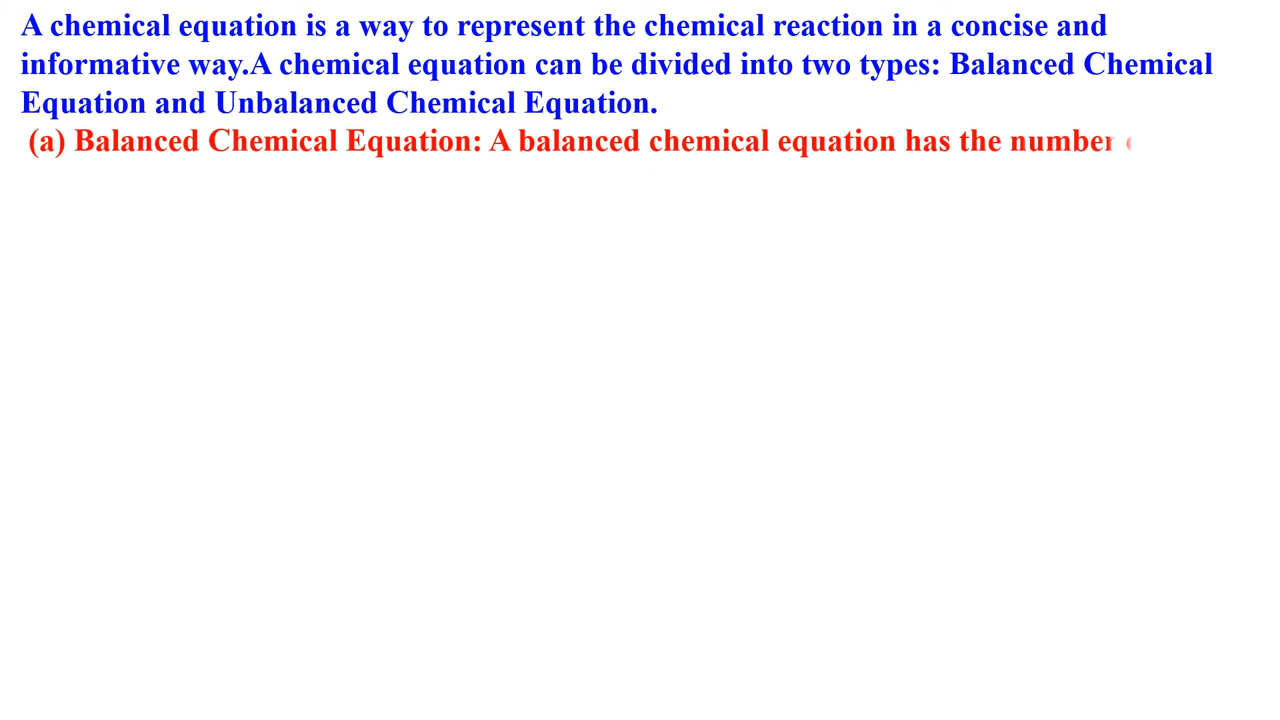 A chemical equation is a way to represent the chemical reaction in a concise and
informative way.A chemical equation can be divided into two types: Balanced Chemical
Equation and Unbalanced Chemical Equation.
(a) Balanced Chemical Equation: A balanced chemical equation has the number